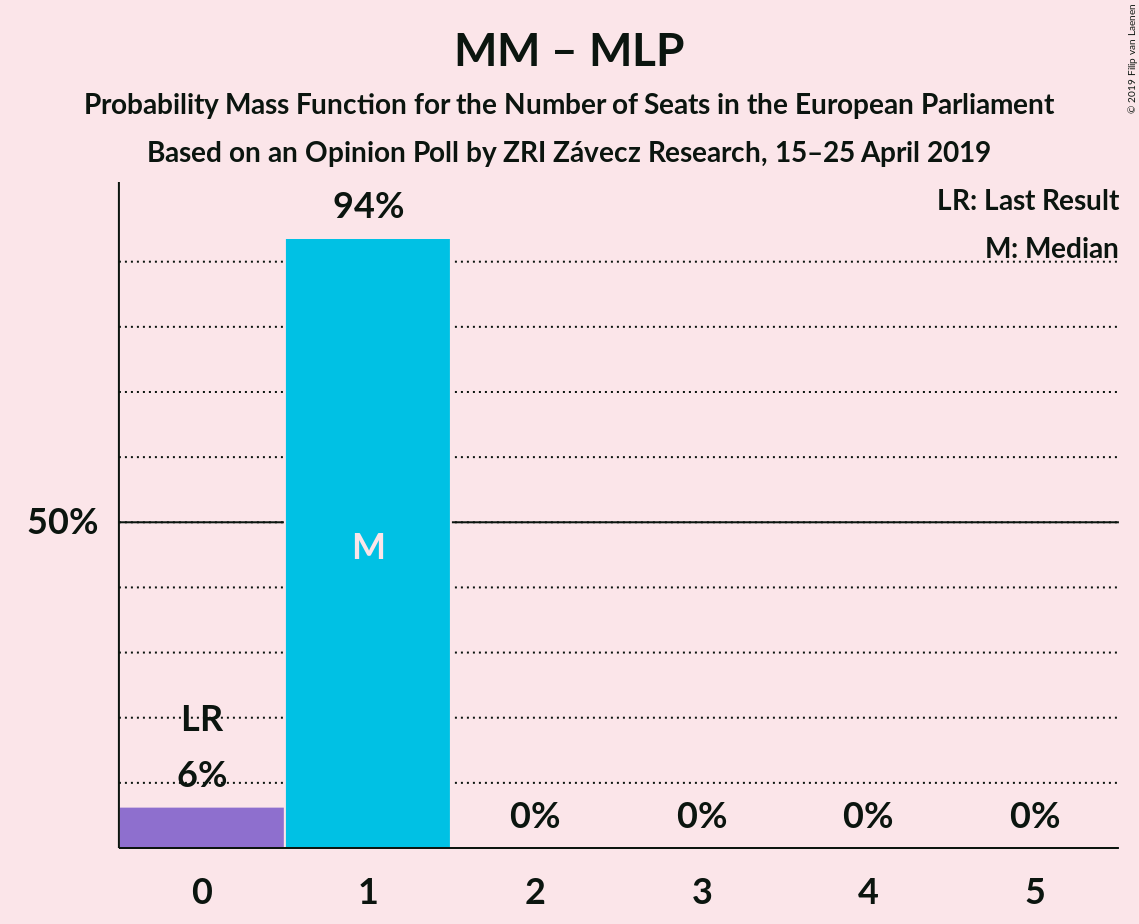 MM – MLP
Probability Mass Function for the Number of Seats in the European Parliament
Based on an Opinion Poll by ZRI Závecz Research, 15–25 April 2019
© 2019 Filip van Laenen
LR: Last Result
M: Median
94%
50%
M
LR
6%
0%
0%
0%
0%
0
1
2
3
4
5